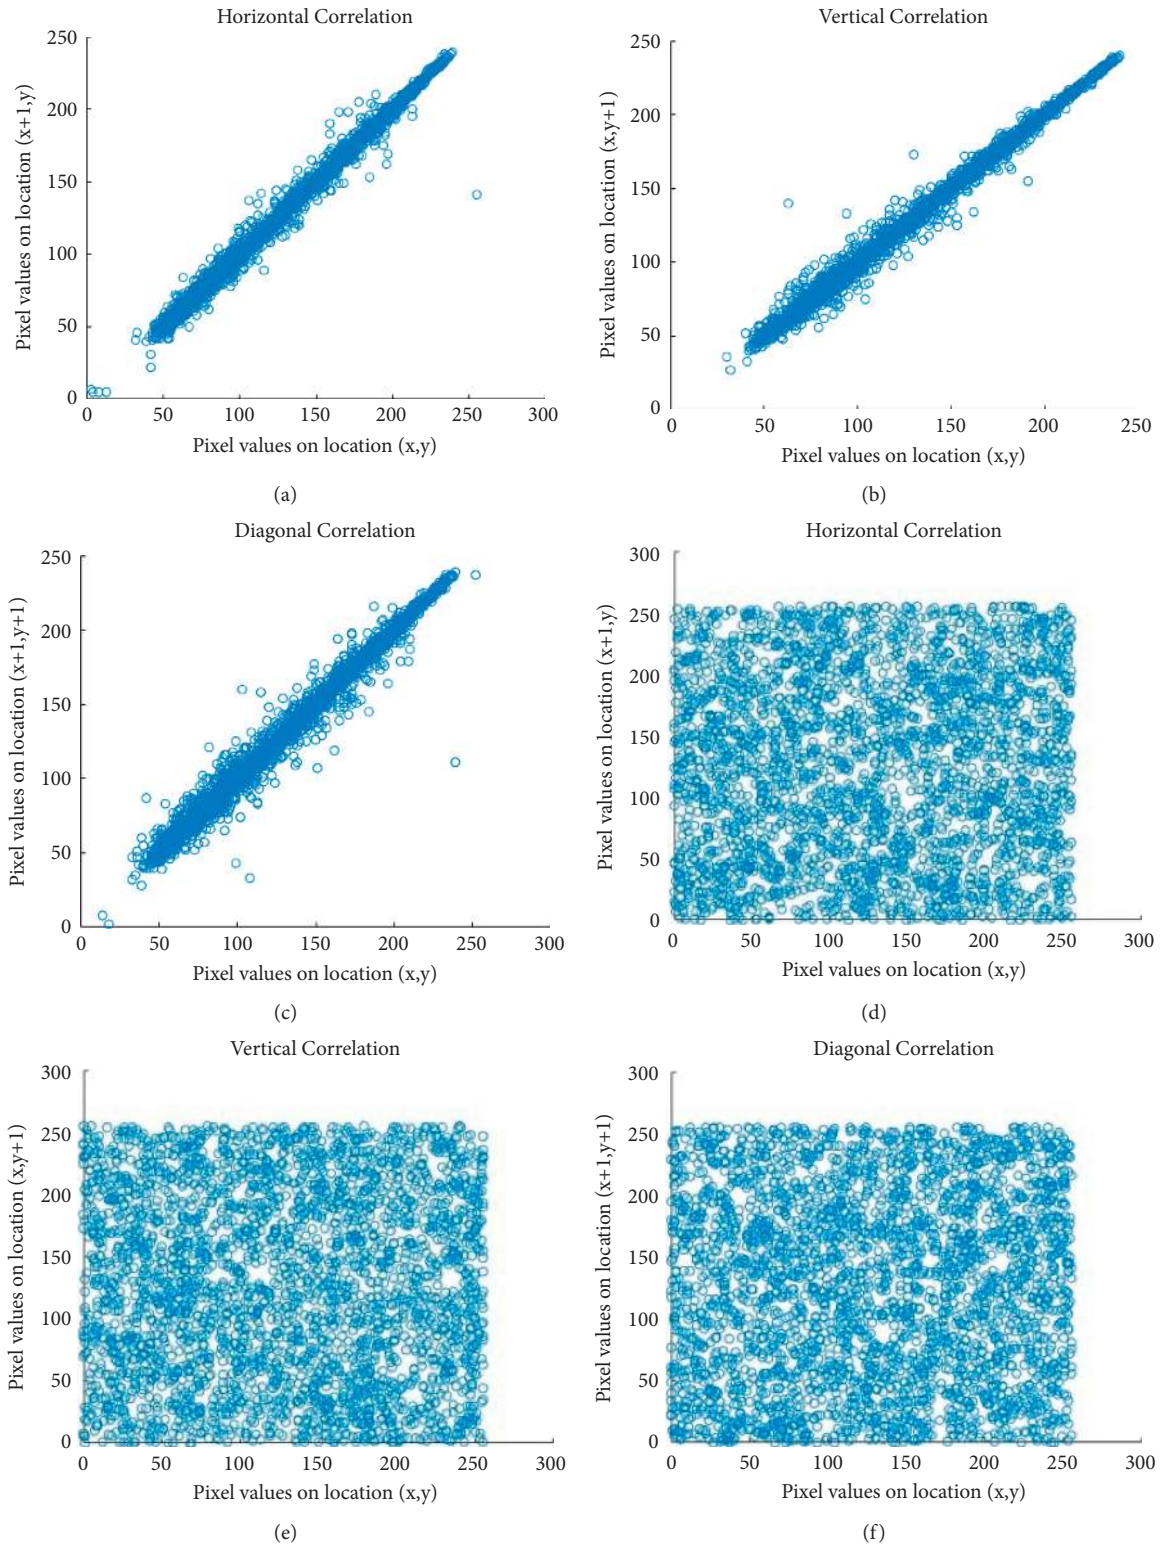 Horizontal Correlation
Pixel values on location (x+1,y)
250
200
150
100
50
0
0 50 100 150 200 250 300
Pixel values on location (x,y)
(a)
Vertical Correlation
Pixel values on location (x,y+1)
250
200
150
100
50
0
0 50 100 150 200 250
Pixel values on location (x,y)
(b)
Diagonal Correlation
Pixel values on location (x+1,y+1)
250
200
150
100
50
0
0 50 100 150 200 250 300
Pixel values on location (x,y)
(c)
Horizontal Correlation
Pixel values on location (x+1,y)
300
250
200
150
100
50
0
0 50 100 150 200 250 300
Pixel values on location (x,y)
(d)
Vertical Correlation
Pixel values on location (x,y+1)
300
250
200
150
100
50
0
0 50 100 150 200 250 300
Pixel values on location (x,y)
(e)
Diagonal Correlation
Pixel values on location (x+1,y+1)
300
250
200
150
100
50
0
0 50 100 150 200 250 300
Pixel values on location (x,y)
(f)